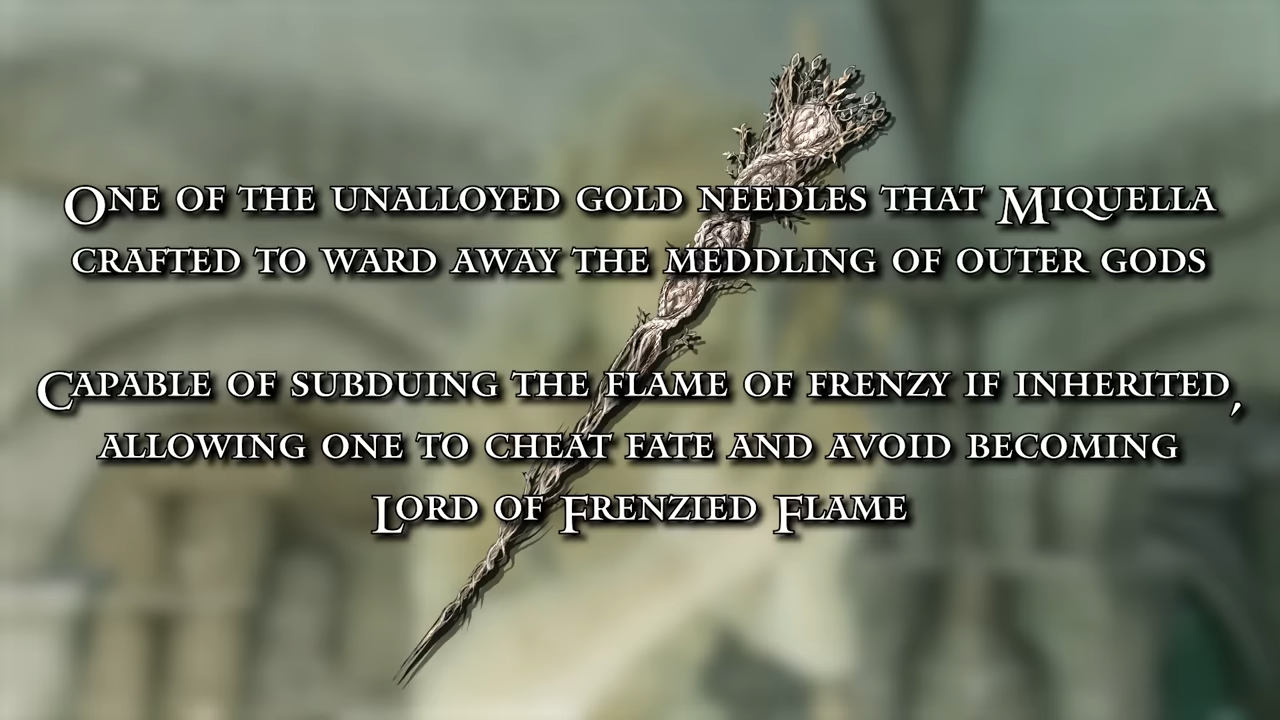 One of the unalloyed gold needles that Miquella
crafted to ward away the meddling of outer gods
Capable of subduing the flame of frenzy if inherited,
allowing one to cheat fate and avoid becoming
Lord of Frenzied Flame